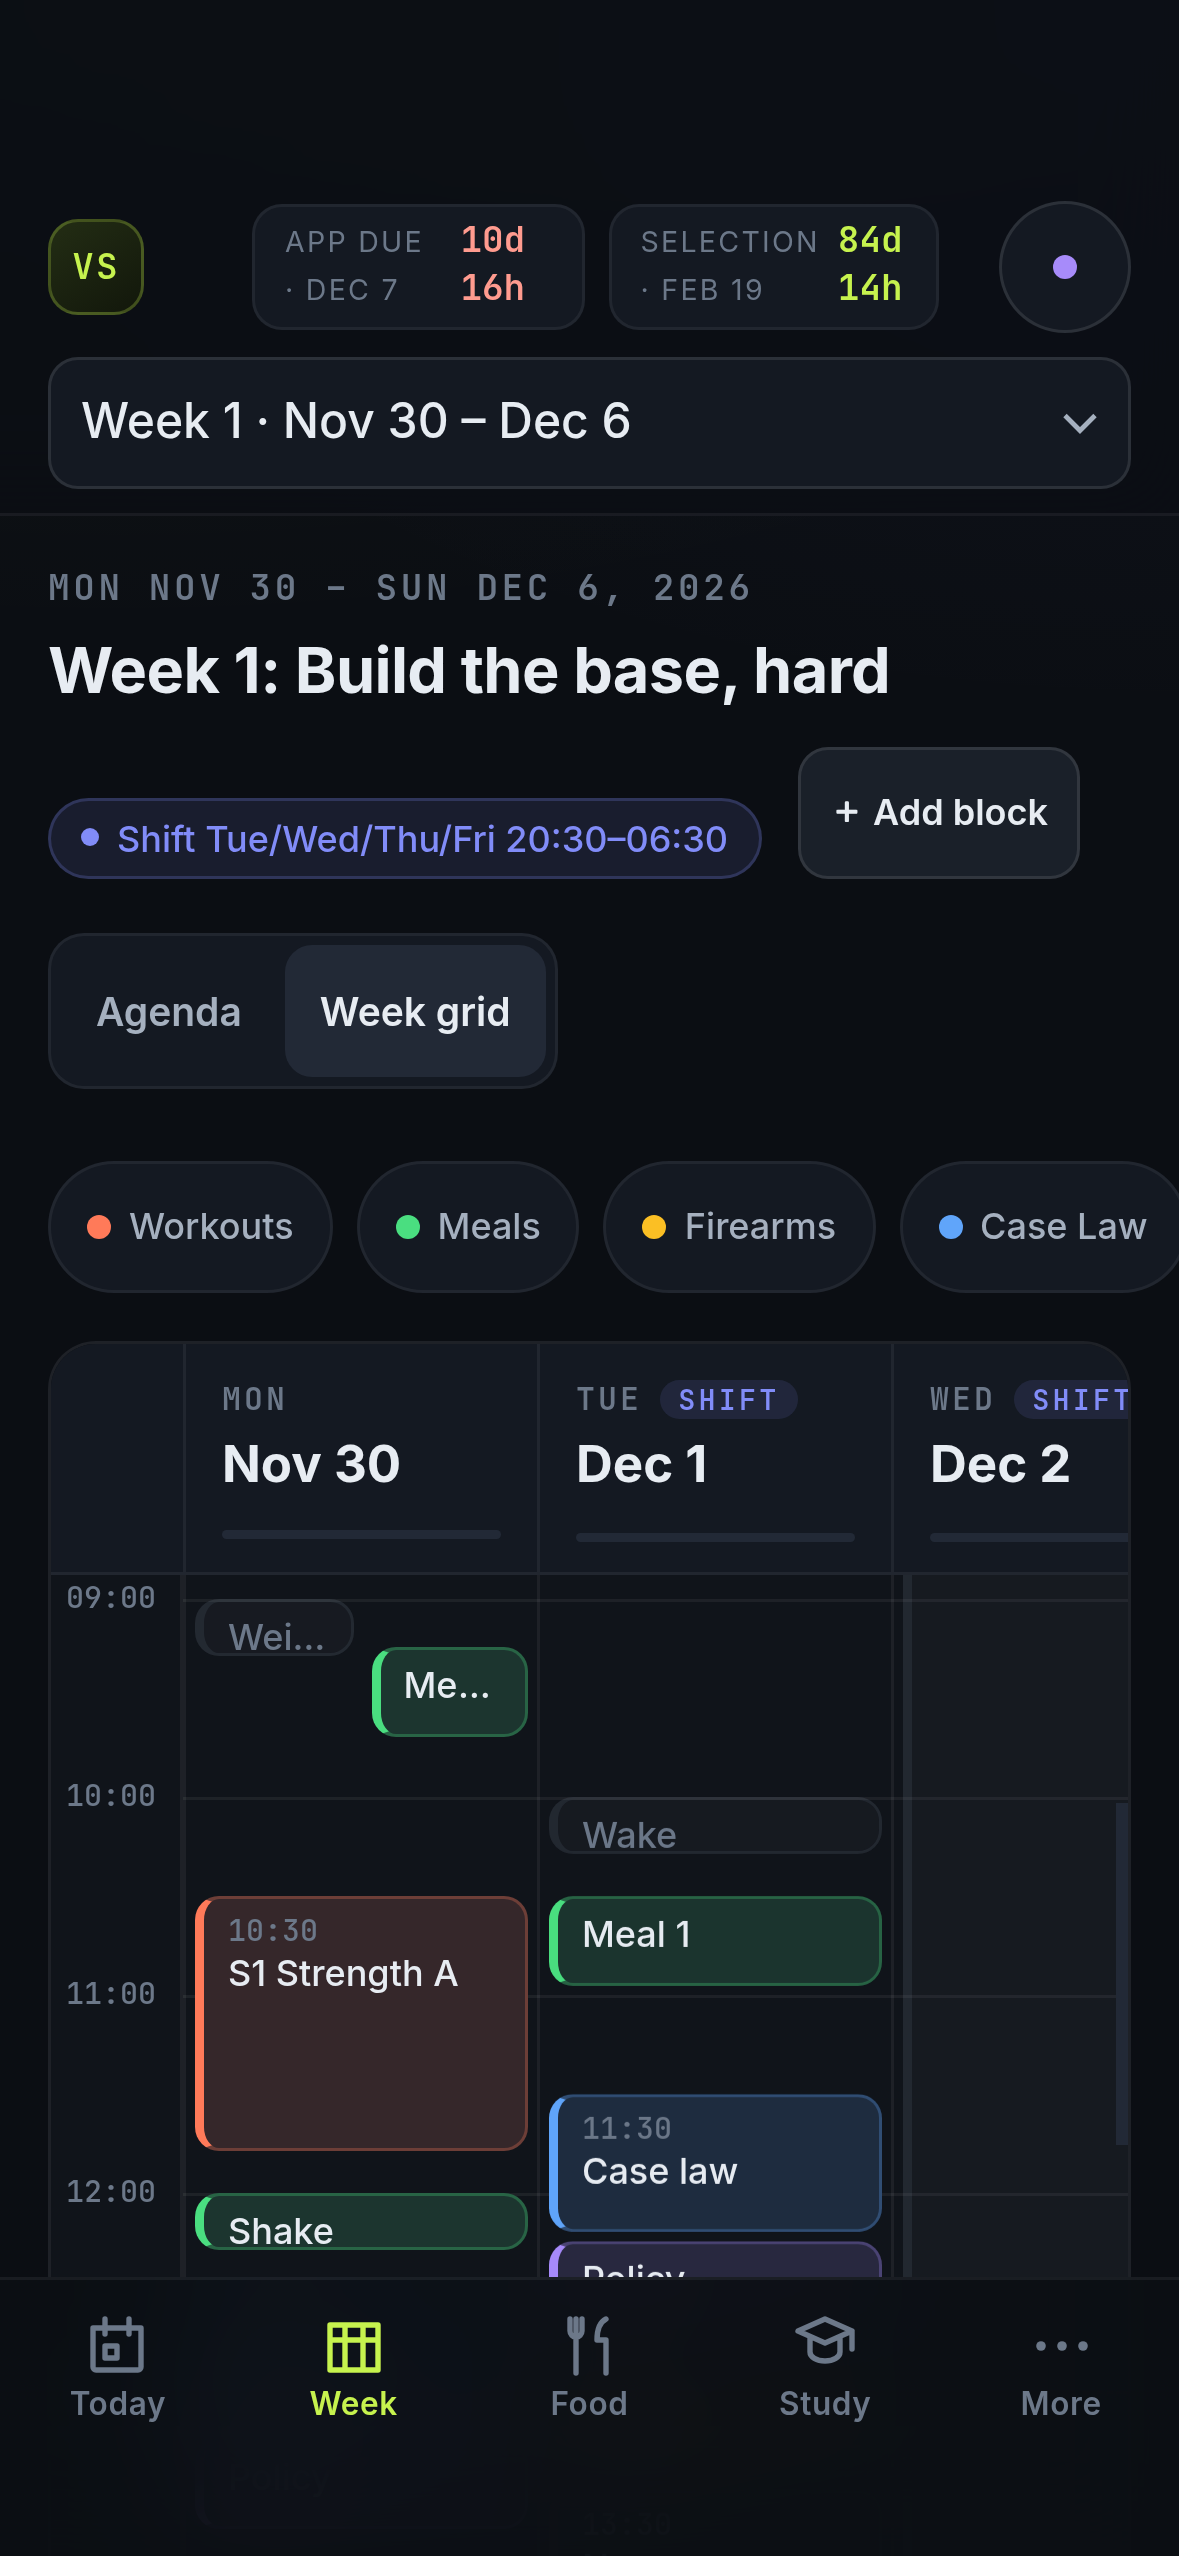 VS
APP DUE 10d
· DEC 7 16h
SELECTION 84d
· FEB 19 14h
Week 1 · Nov 30 – Dec 6
MON NOV 30 – SUN DEC 6, 2026
Week 1: Build the base, hard
Shift Tue/Wed/Thu/Fri 20:30–06:30
+ Add block
Agenda
Week grid
Workouts
Meals
Firearms
Case Law
MON
Nov 30
TUE SHIFT
Dec 1
WED SHIFT
Dec 2
09:00
Wei...
Me...
10:00
Wake
10:30
S1 Strength A
Meal 1
11:00
11:30
Case law
12:00
Shake
Policy
Today
Week
Food
Study
More
13:30